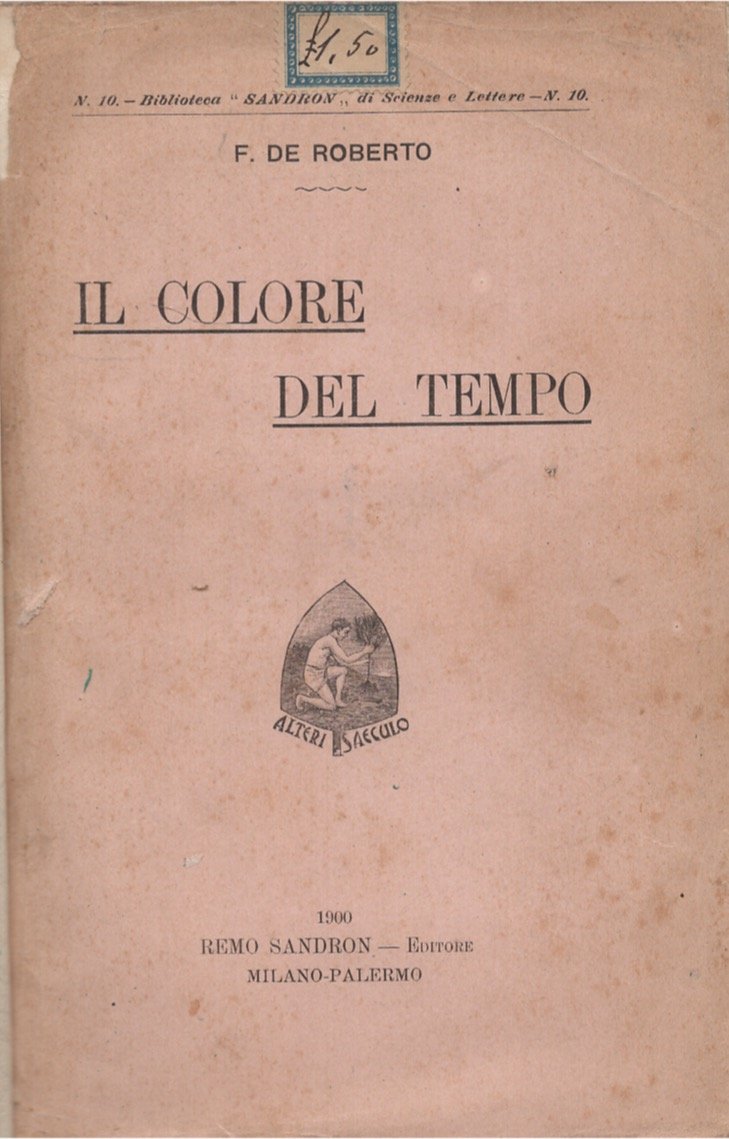 £1.50
N. 10. — Biblioteca “ SANDRON „ di Scienze e Lettere — N. 10.
F. DE ROBERTO
IL COLORE
DEL TEMPO
ALTERI SAECULO
1900
REMO SANDRON — EDITORE
MILANO-PALERMO